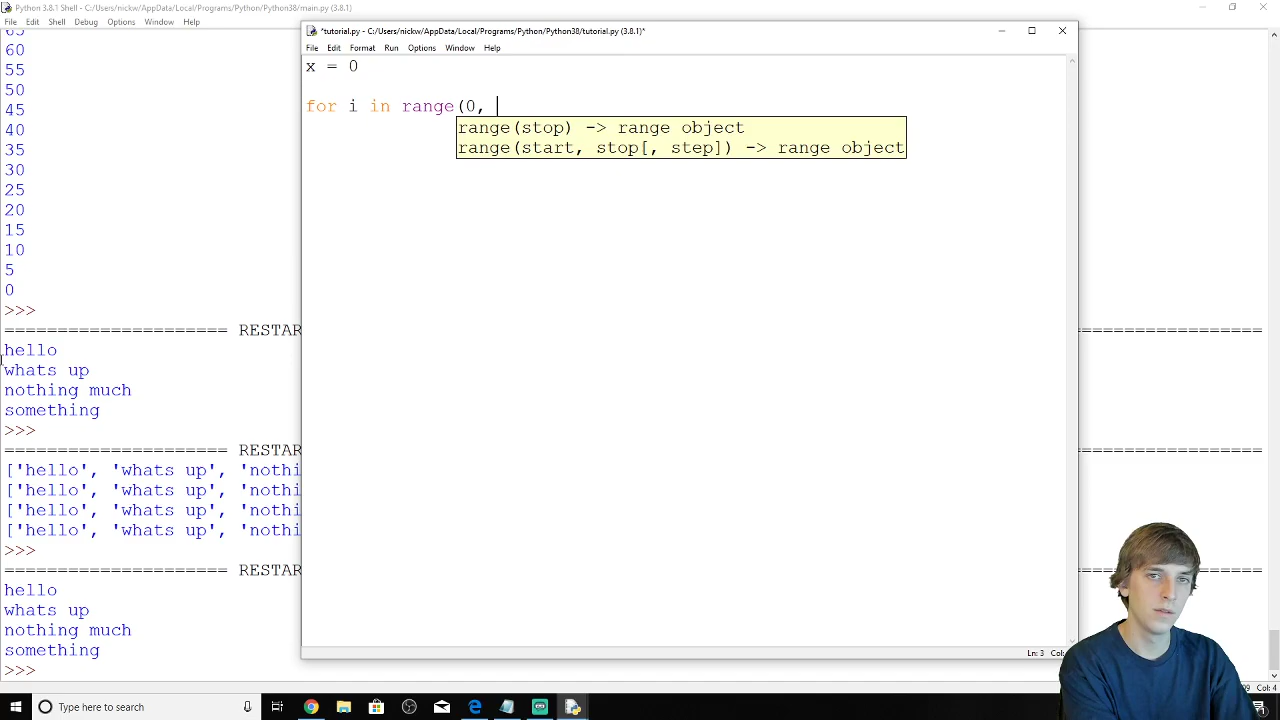 Python 3.8.1 Shell - C:/Users/nickw/AppData/Local/Programs/Python/Python38/main.py (3.8.1)
File Edit Shell Debug Options Window Help
65
60
55
50
45
40
35
30
25
20
15
10
5
0
>>>
===================== RESTAR
hello
whats up
nothing much
something
>>>
===================== RESTAR
['hello', 'whats up', 'nothi
['hello', 'whats up', 'nothi
['hello', 'whats up', 'nothi
['hello', 'whats up', 'nothi
>>>
===================== RESTAR
hello
whats up
nothing much
something
>>>
*tutorial.py - C:/Users/nickw/AppData/Local/Programs/Python/Python38/tutorial.py (3.8.1)*
File Edit Format Run Options Window Help
x = 0
for i in range(0,
range(stop) -> range object
range(start, stop[, step]) -> range object
Ln: 3 Col:
Col: 4
Type here to search